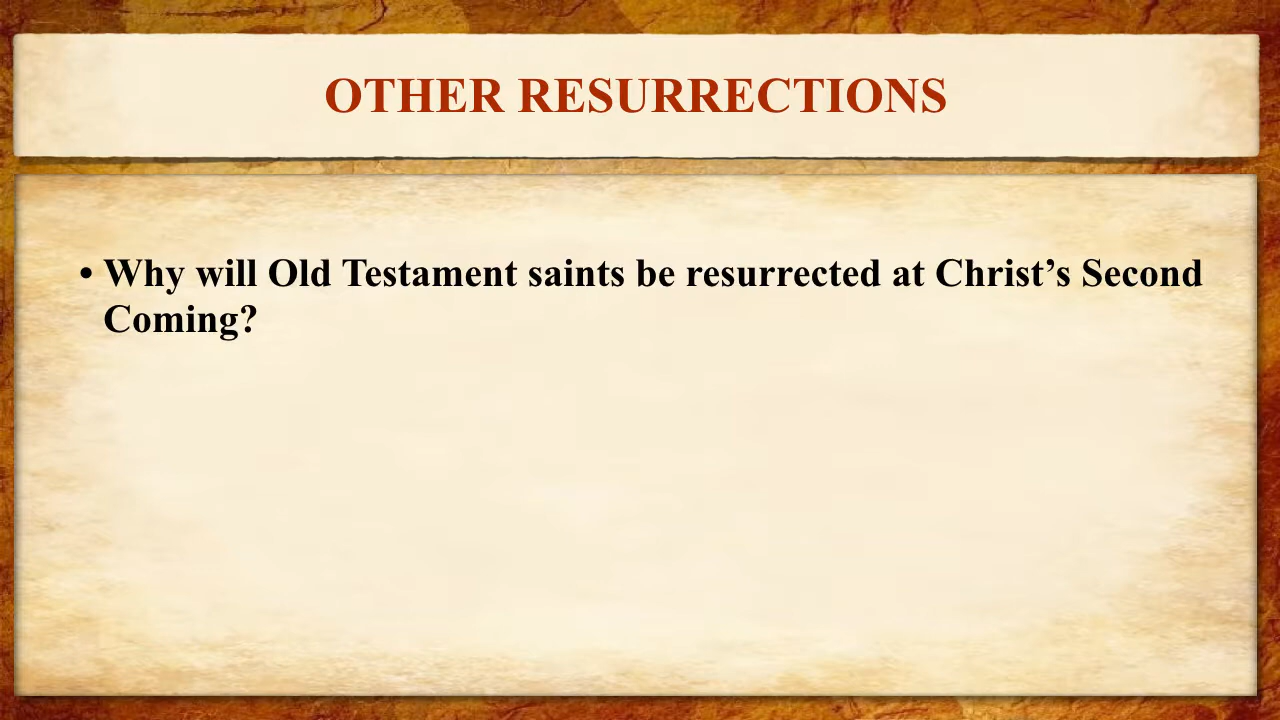 OTHER RESURRECTIONS
• Why will Old Testament saints be resurrected at Christ’s Second
Coming?